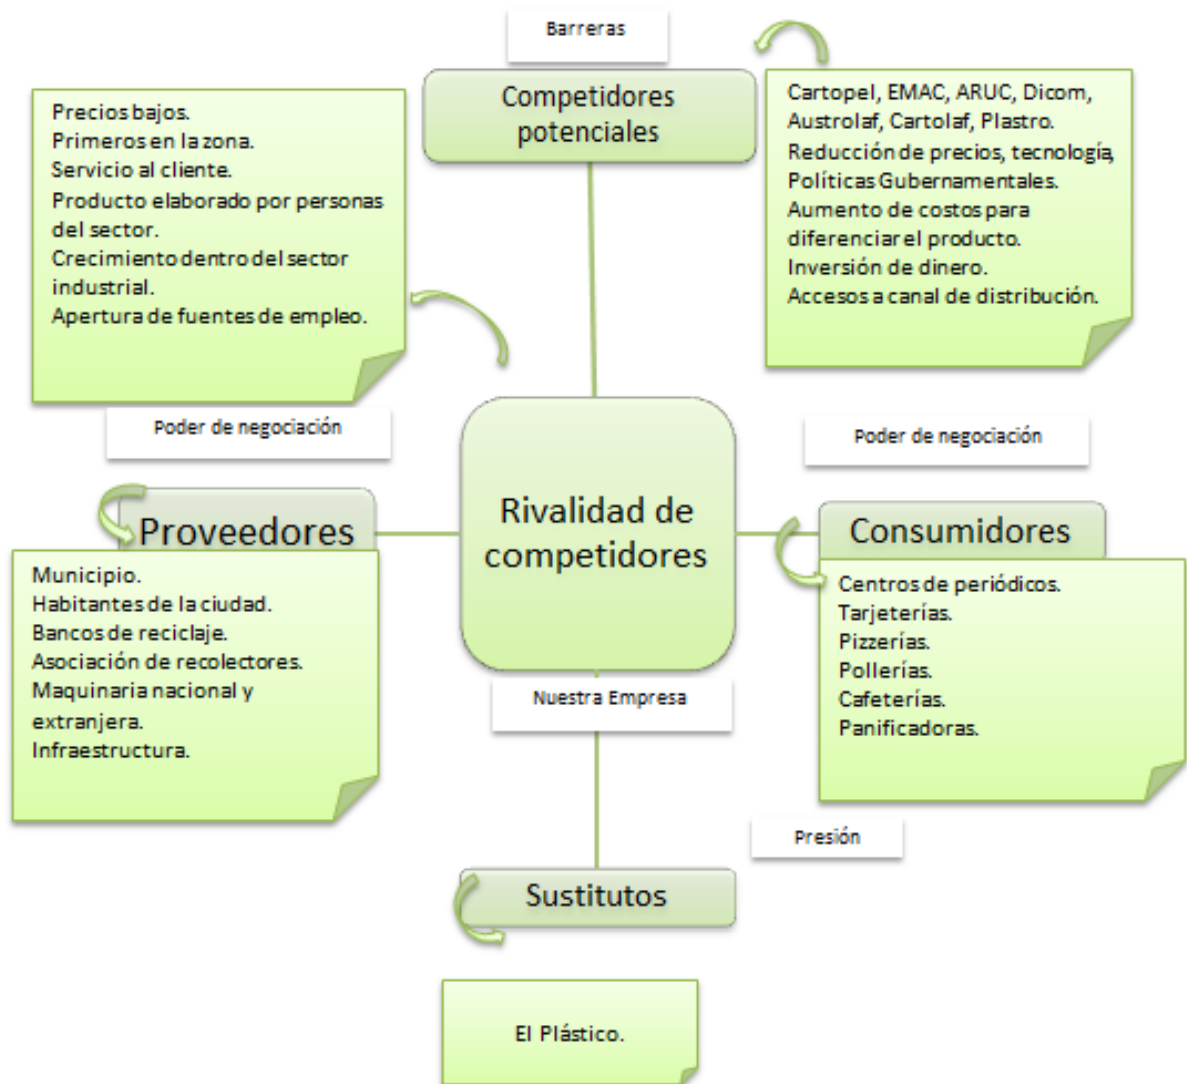 Barreras
Competidores
potenciales
Cartopel, EMAC, ARUC, Dicom,
Austrolaf, Cartolaf, Plastro.
Reducción de precios, tecnología,
Políticas Gubernamentales.
Aumento de costos para
diferenciar el producto.
Inversión de dinero.
Accesos a canal de distribución.
Precios bajos.
Primeros en la zona.
Servicio al cliente.
Producto elaborado por personas
del sector.
Crecimiento dentro del sector
industrial.
Apertura de fuentes de empleo.
Poder de negociación
Poder de negociación
Rivalidad de
competidores
Proveedores
Municipio.
Habitantes de la ciudad.
Bancos de reciclaje.
Asociación de recolectores.
Maquinaria nacional y
extranjera.
Infraestructura.
Consumidores
Centros de periódicos.
Tarjeterías.
Pizzerías.
Pollerías.
Cafeterías.
Panificadoras.
Nuestra Empresa
Presión
Sustitutos
El Plástico.